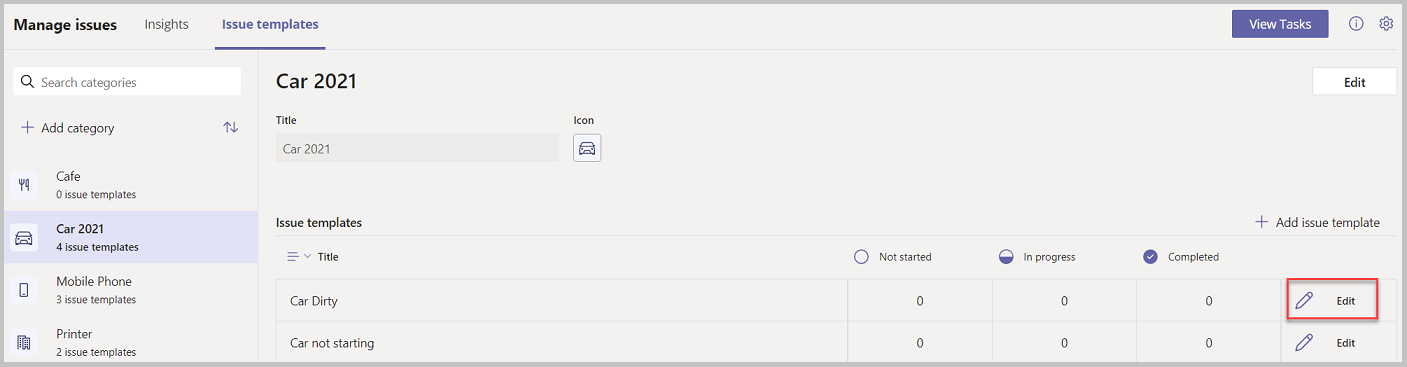 Manage issues Insights Issue templates View Tasks
Search categories
Add category
Cafe
0 issue templates
Car 2021
4 issue templates
Mobile Phone
3 issue templates
Printer
2 issue templates
Car 2021 Edit
Title Icon
Car 2021
Issue templates Add issue template
Title Not started In progress Completed
Car Dirty 0 0 0 Edit
Car not starting 0 0 0 Edit